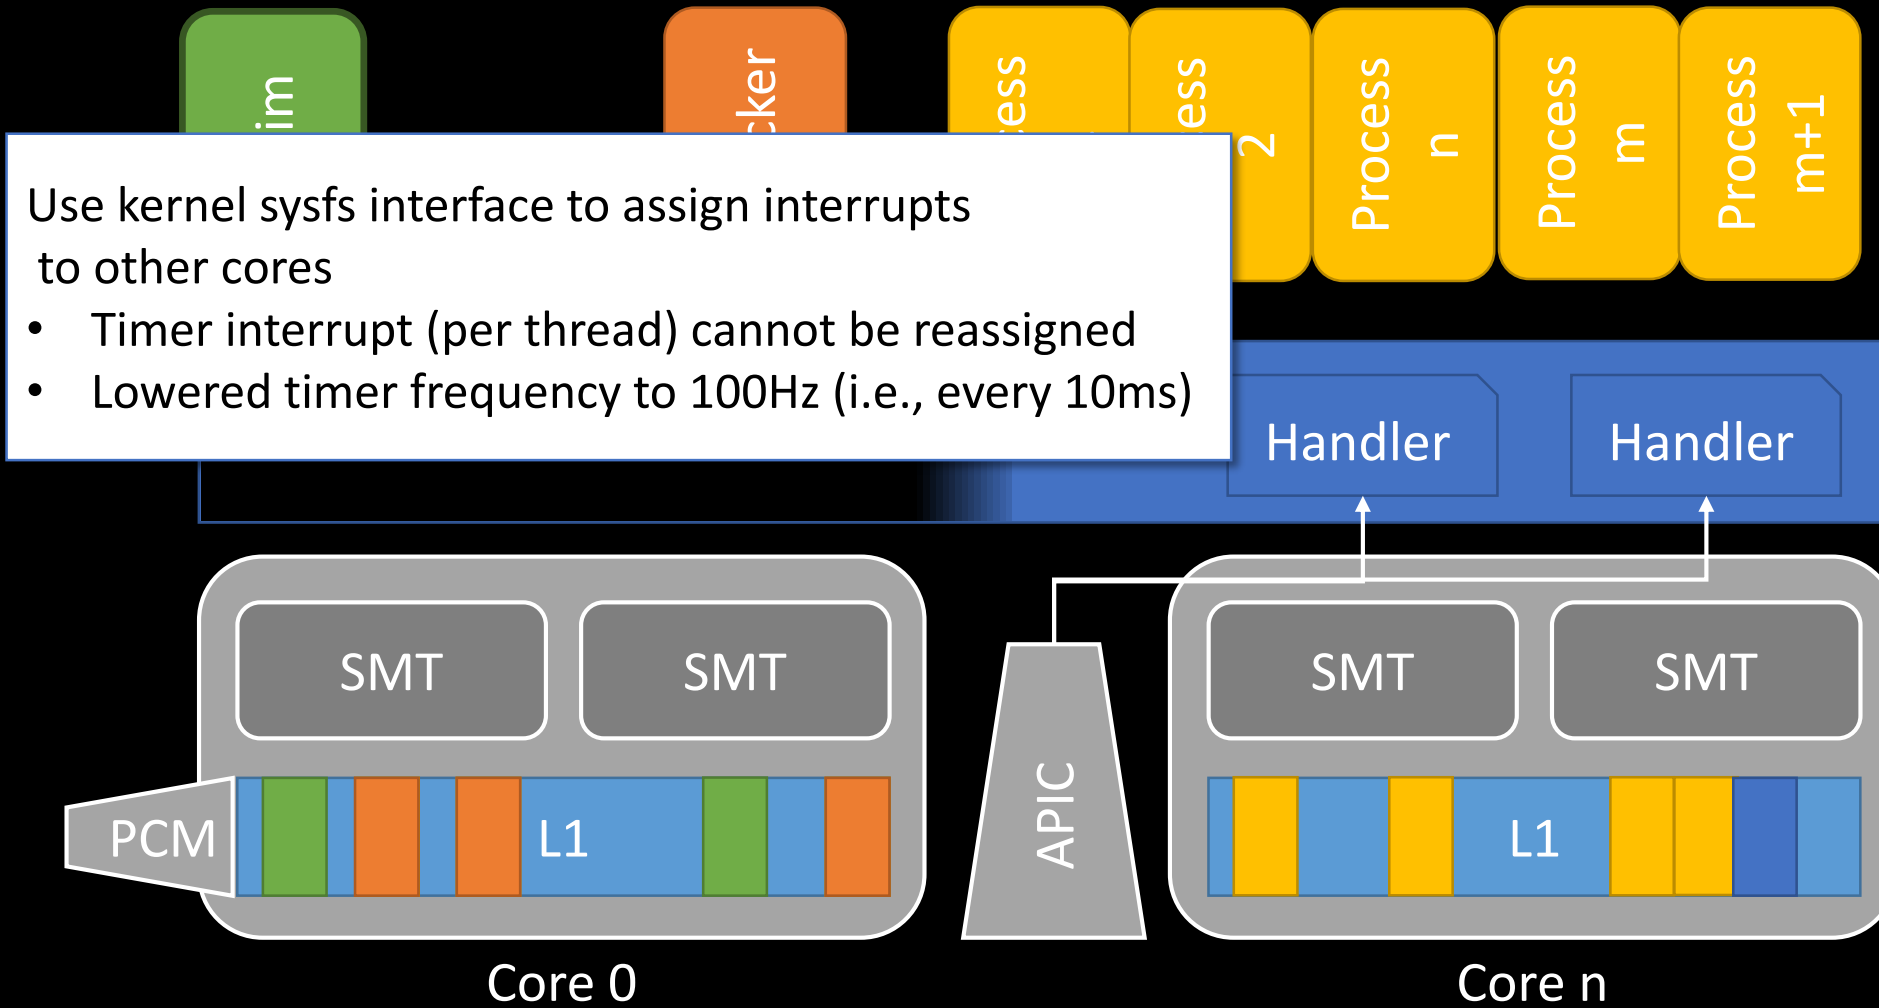 Process
n
Process
m
Process
m+1
2
Use kernel sysfs interface to assign interrupts
to other cores
• Timer interrupt (per thread) cannot be reassigned
• Lowered timer frequency to 100Hz (i.e., every 10ms)
Handler
Handler
SMT
SMT
SMT
SMT
PCM
L1
APIC
L1
Core 0
Core n